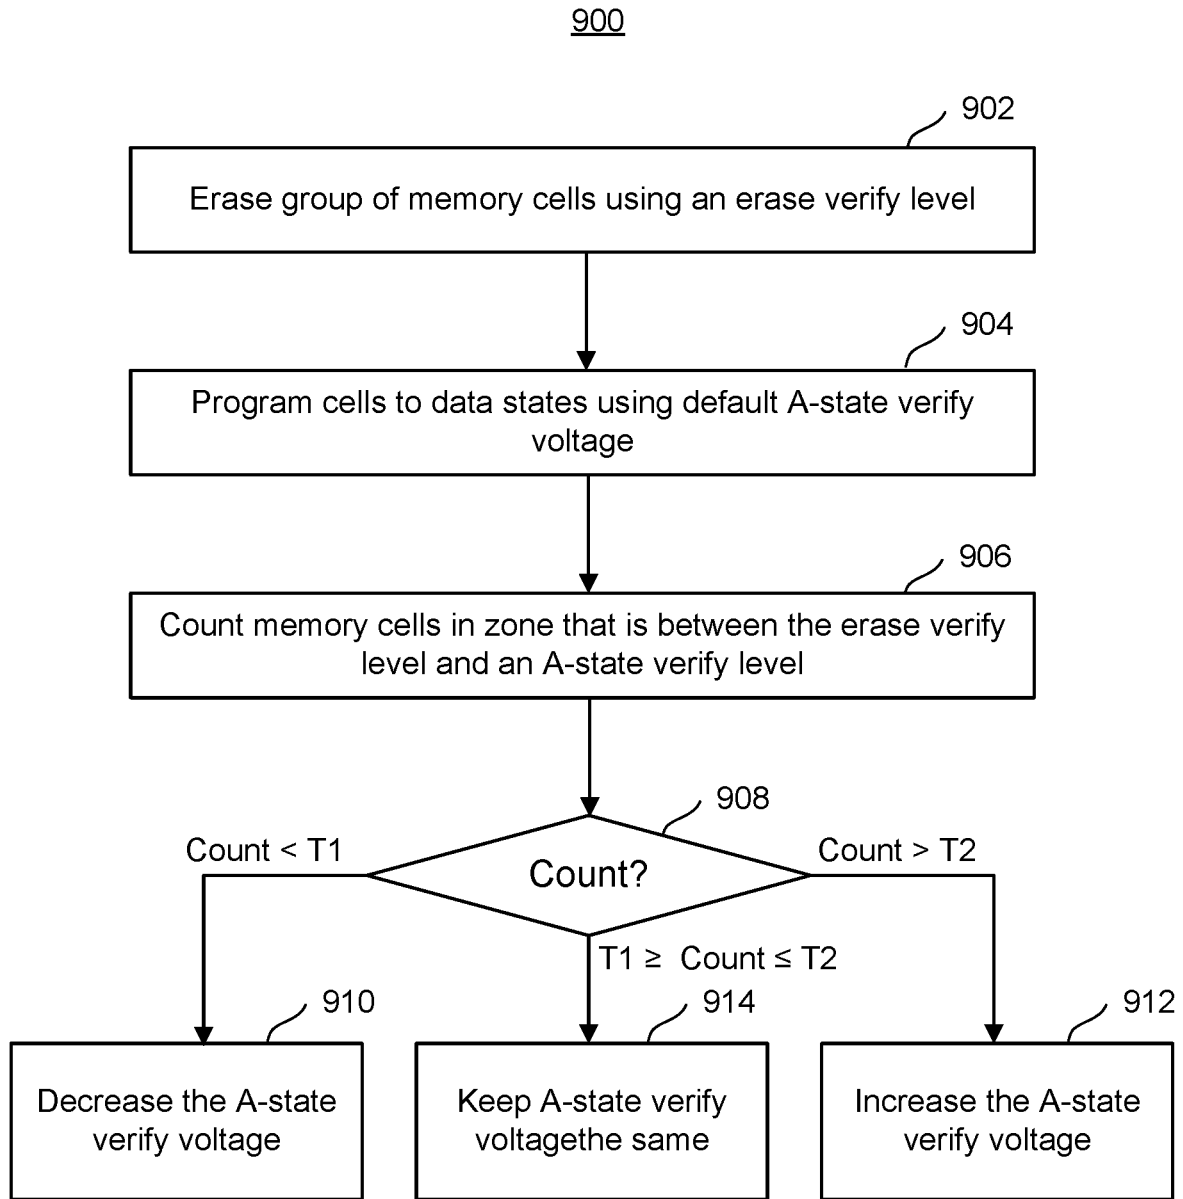 900
902
Erase group of memory cells using an erase verify level
904
Program cells to data states using default A-state verify
voltage
906
Count memory cells in zone that is between the erase verify
level and an A-state verify level
908
Count < T1
Count?
Count > T2
T1 ≥ Count ≤ T2
910
914
912
Decrease the A-state
verify voltage
Keep A-state verify
voltagethe same
Increase the A-state
verify voltage